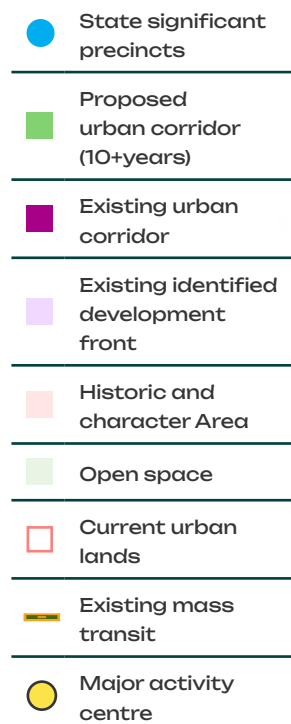 State significant
precincts
Proposed
urban corridor
(10+years)
Existing urban
corridor
Existing identified
development
front
Historic and
character Area
Open space
Current urban
lands
Existing mass
transit
Major activity
centre